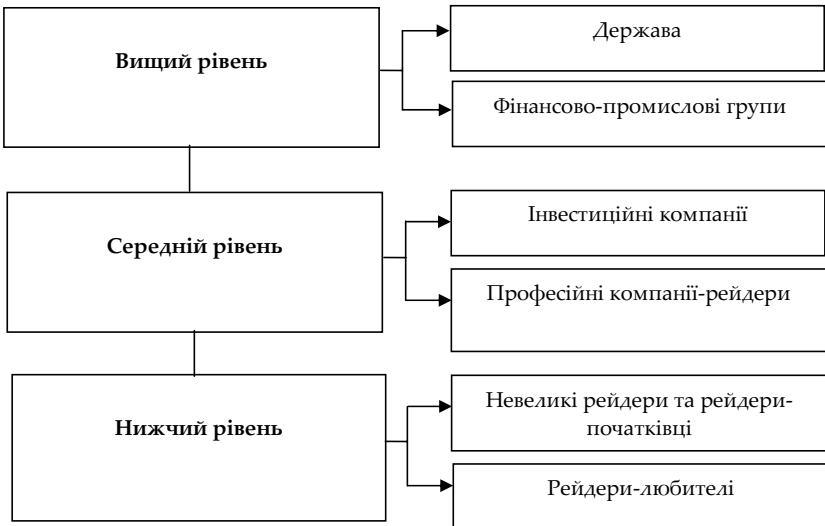 Вищий рівень
Держава
Фінансово-промислові групи
Середній рівень
Інвестиційні компанії
Професійні компанії-рейдери
Нижчий рівень
Невеликі рейдери та рейдери-
початківці
Рейдери-любителі